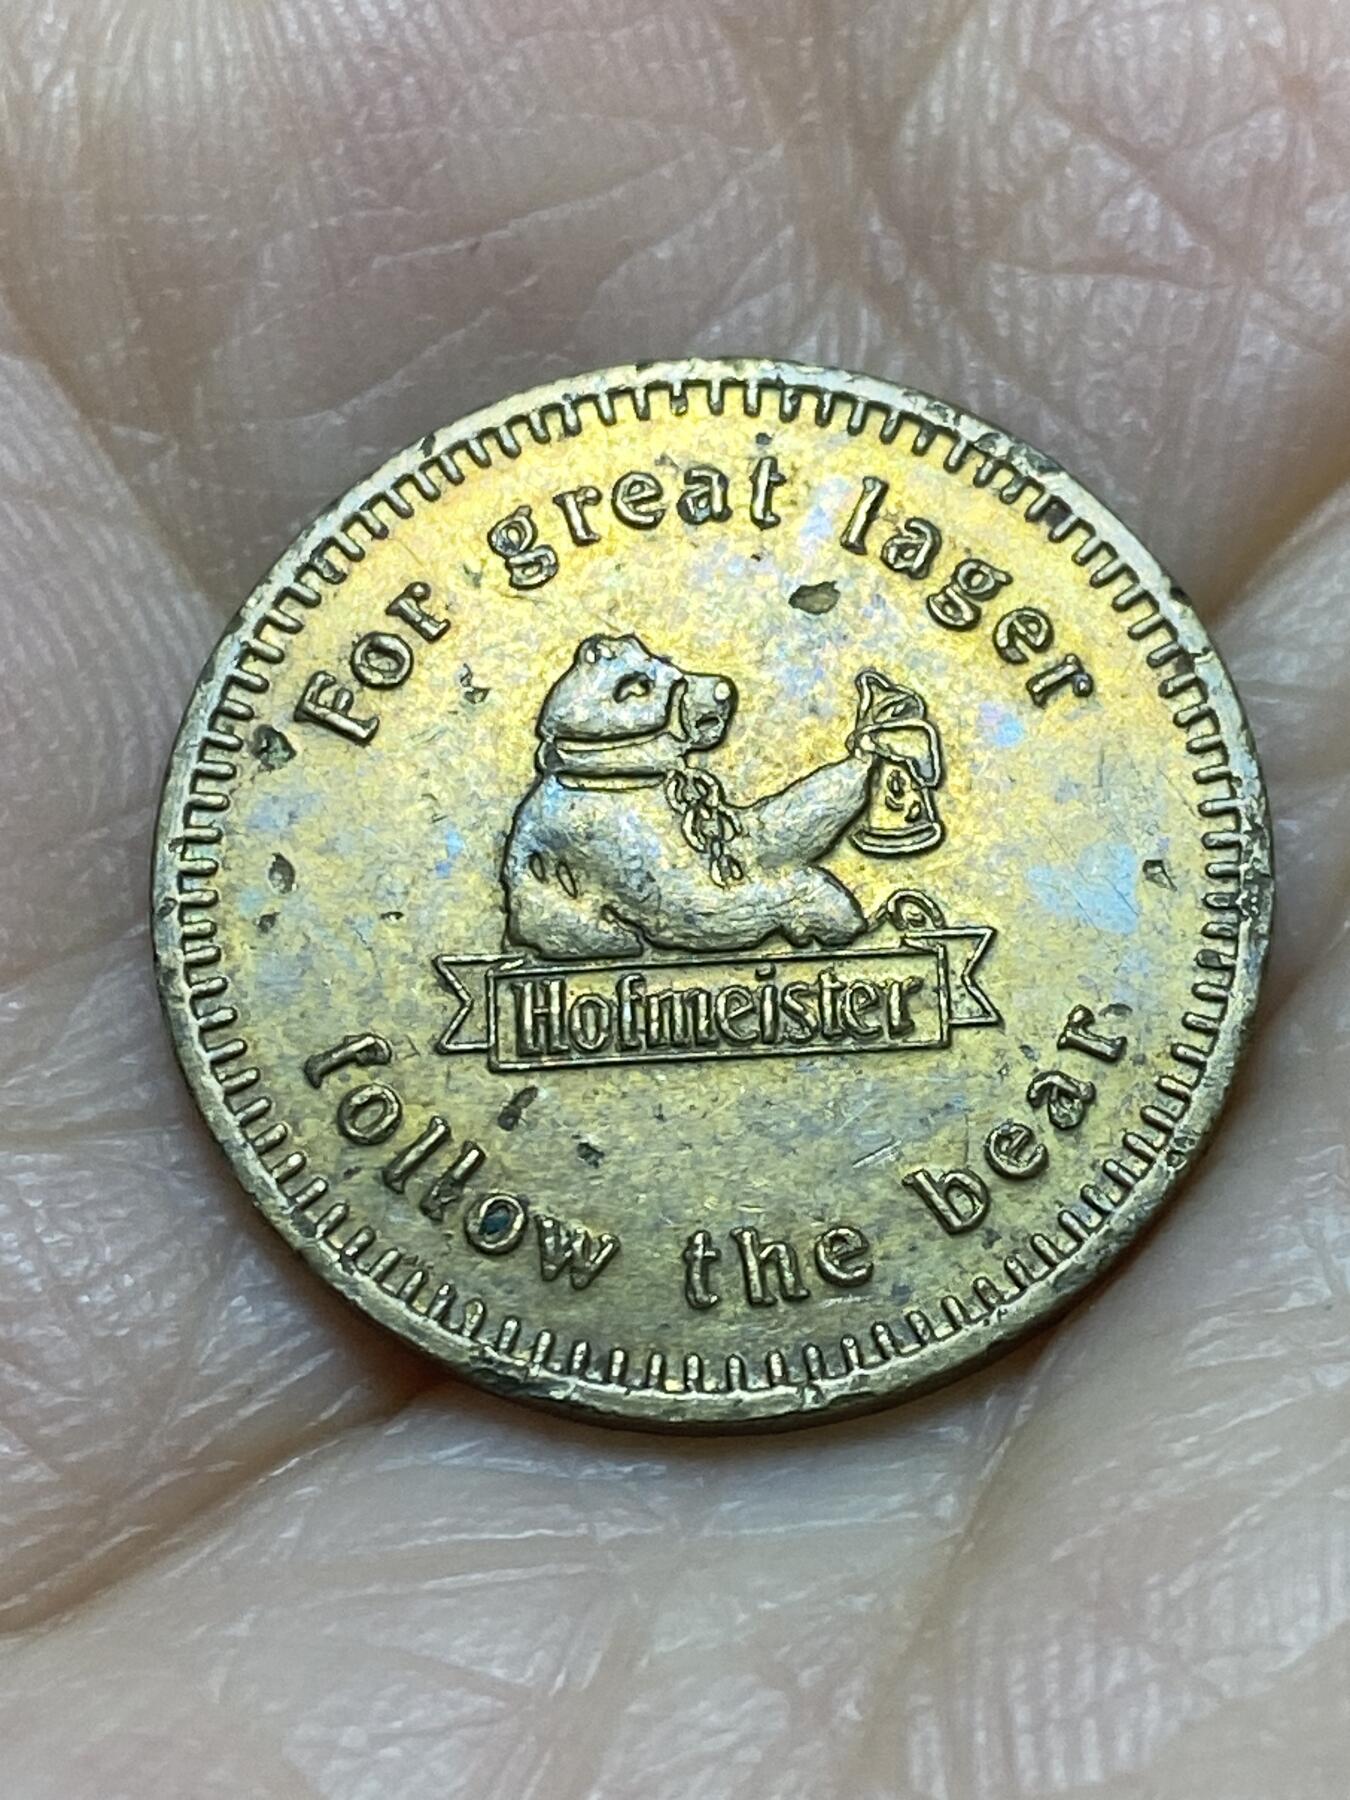 For great lager
Hofmeister
follow the bear